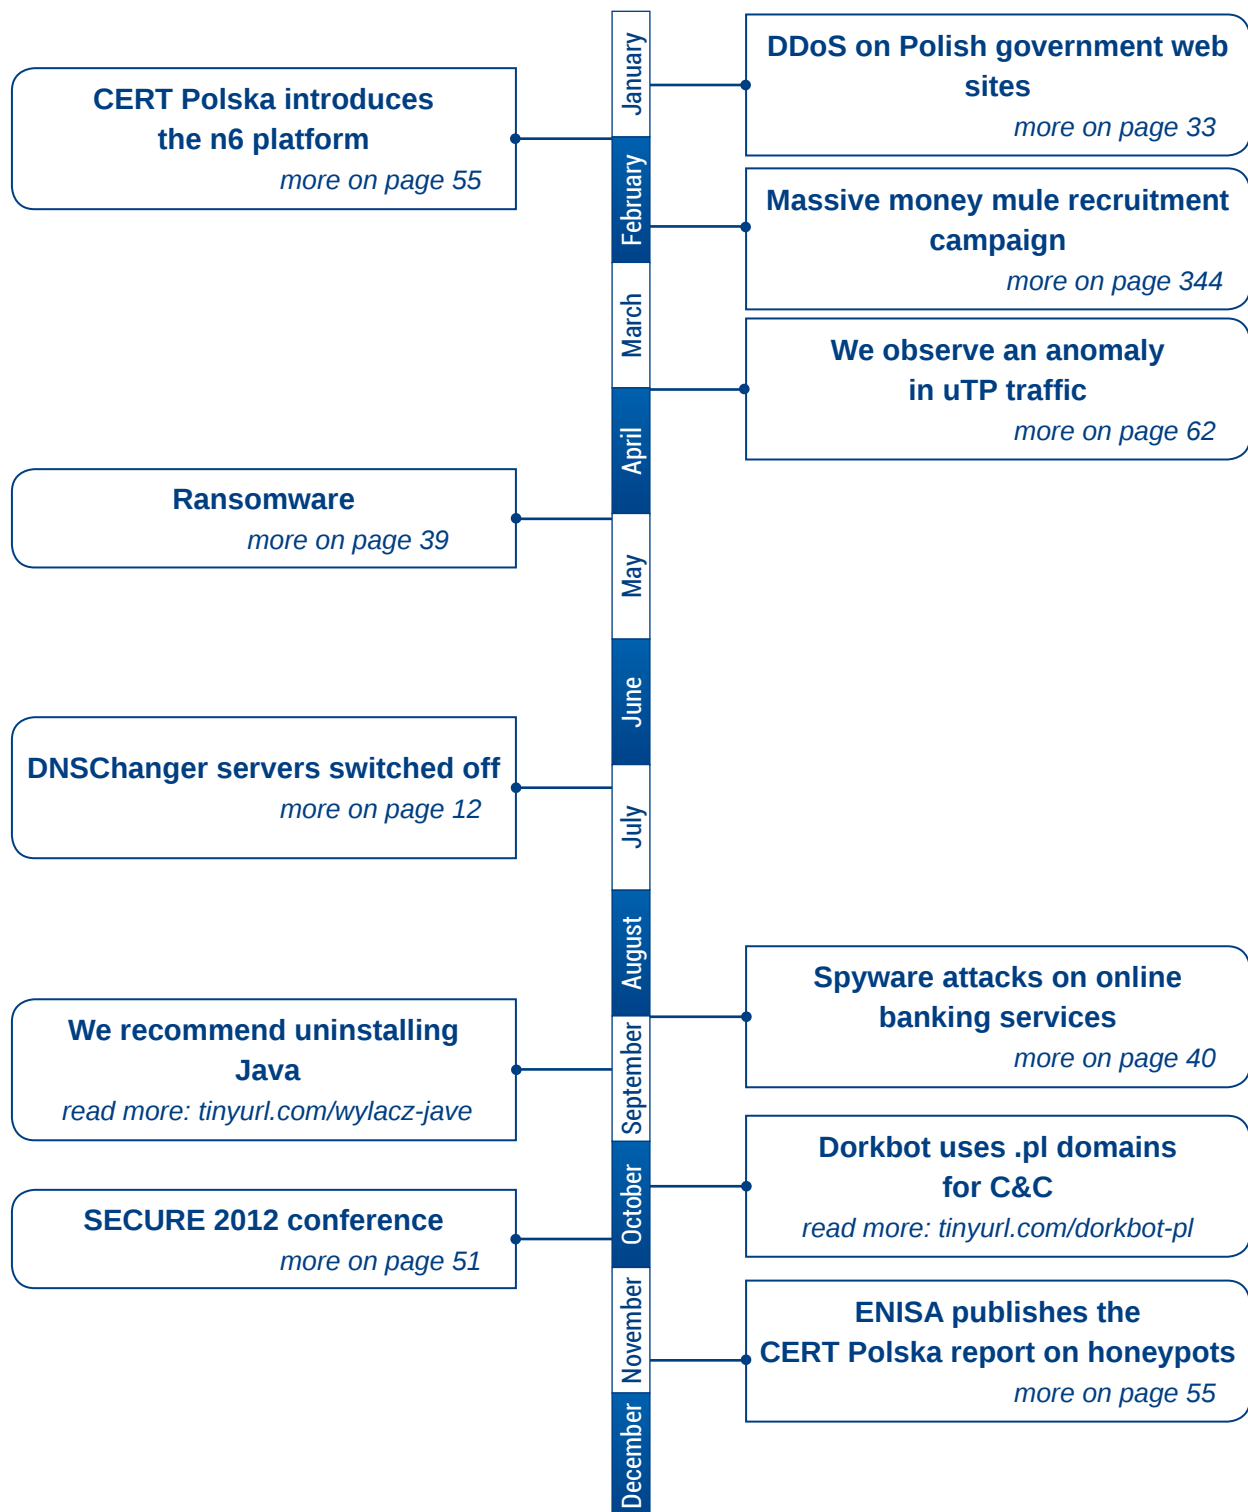 January
DDoS on Polish government web
sites
more on page 33
CERT Polska introduces
the n6 platform
more on page 55
February
Massive money mule recruitment
campaign
more on page 344
March
We observe an anomaly
in uTP traffic
more on page 62
April
Ransomware
more on page 39
May
June
DNSChanger servers switched off
more on page 12
July
August
Spyware attacks on online
banking services
more on page 40
We recommend uninstalling
Java
read more: tinyurl.com/wylacz-jave
September
Dorkbot uses .pl domains
for C&C
read more: tinyurl.com/dorkbot-pl
October
SECURE 2012 conference
more on page 51
November
ENISA publishes the
CERT Polska report on honeypots
more on page 55
December